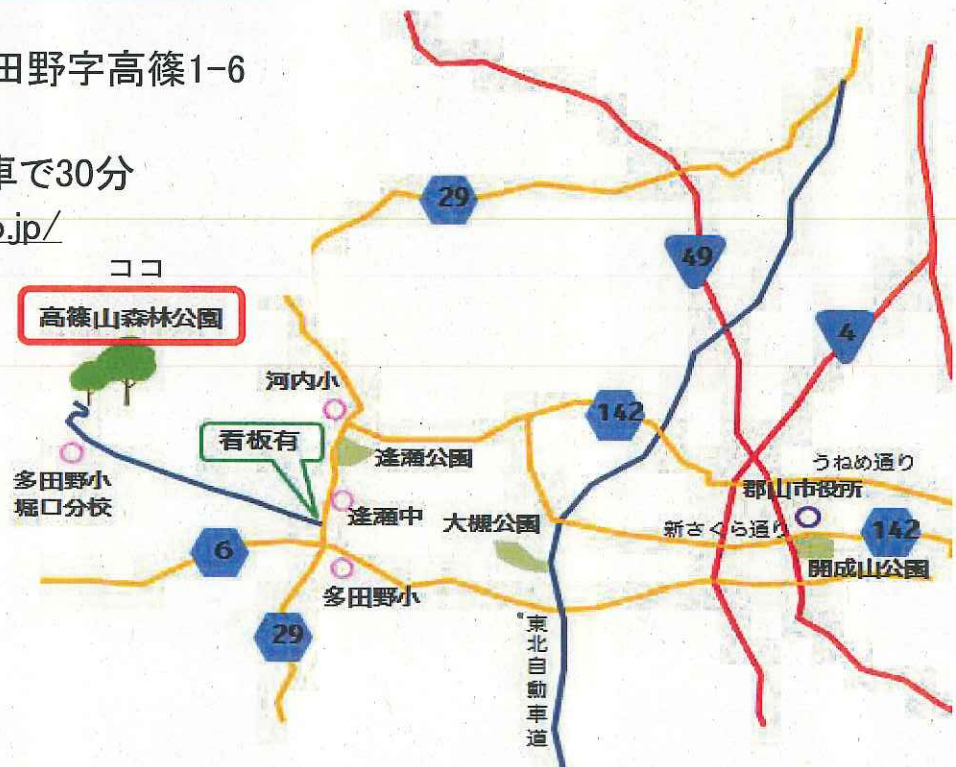 田野字高篠1-6
車で30分
o.jp/
ココ
高篠山森林公園
29
49
4
河内小
142
看板有
逢瀬公園
うねめ通り
多田野小
堀口分校
郡山市役所
逢瀬中
大槻公園
新さくら通り
142
6
開成山公園
多田野小
29
東北自動車道